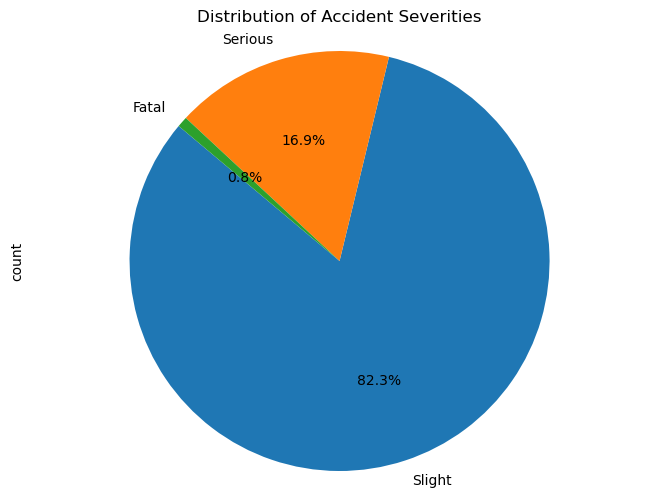 Distribution of Accident Severities
Serious
Fatal
16.9%
0.8%
count
82.3%
Slight